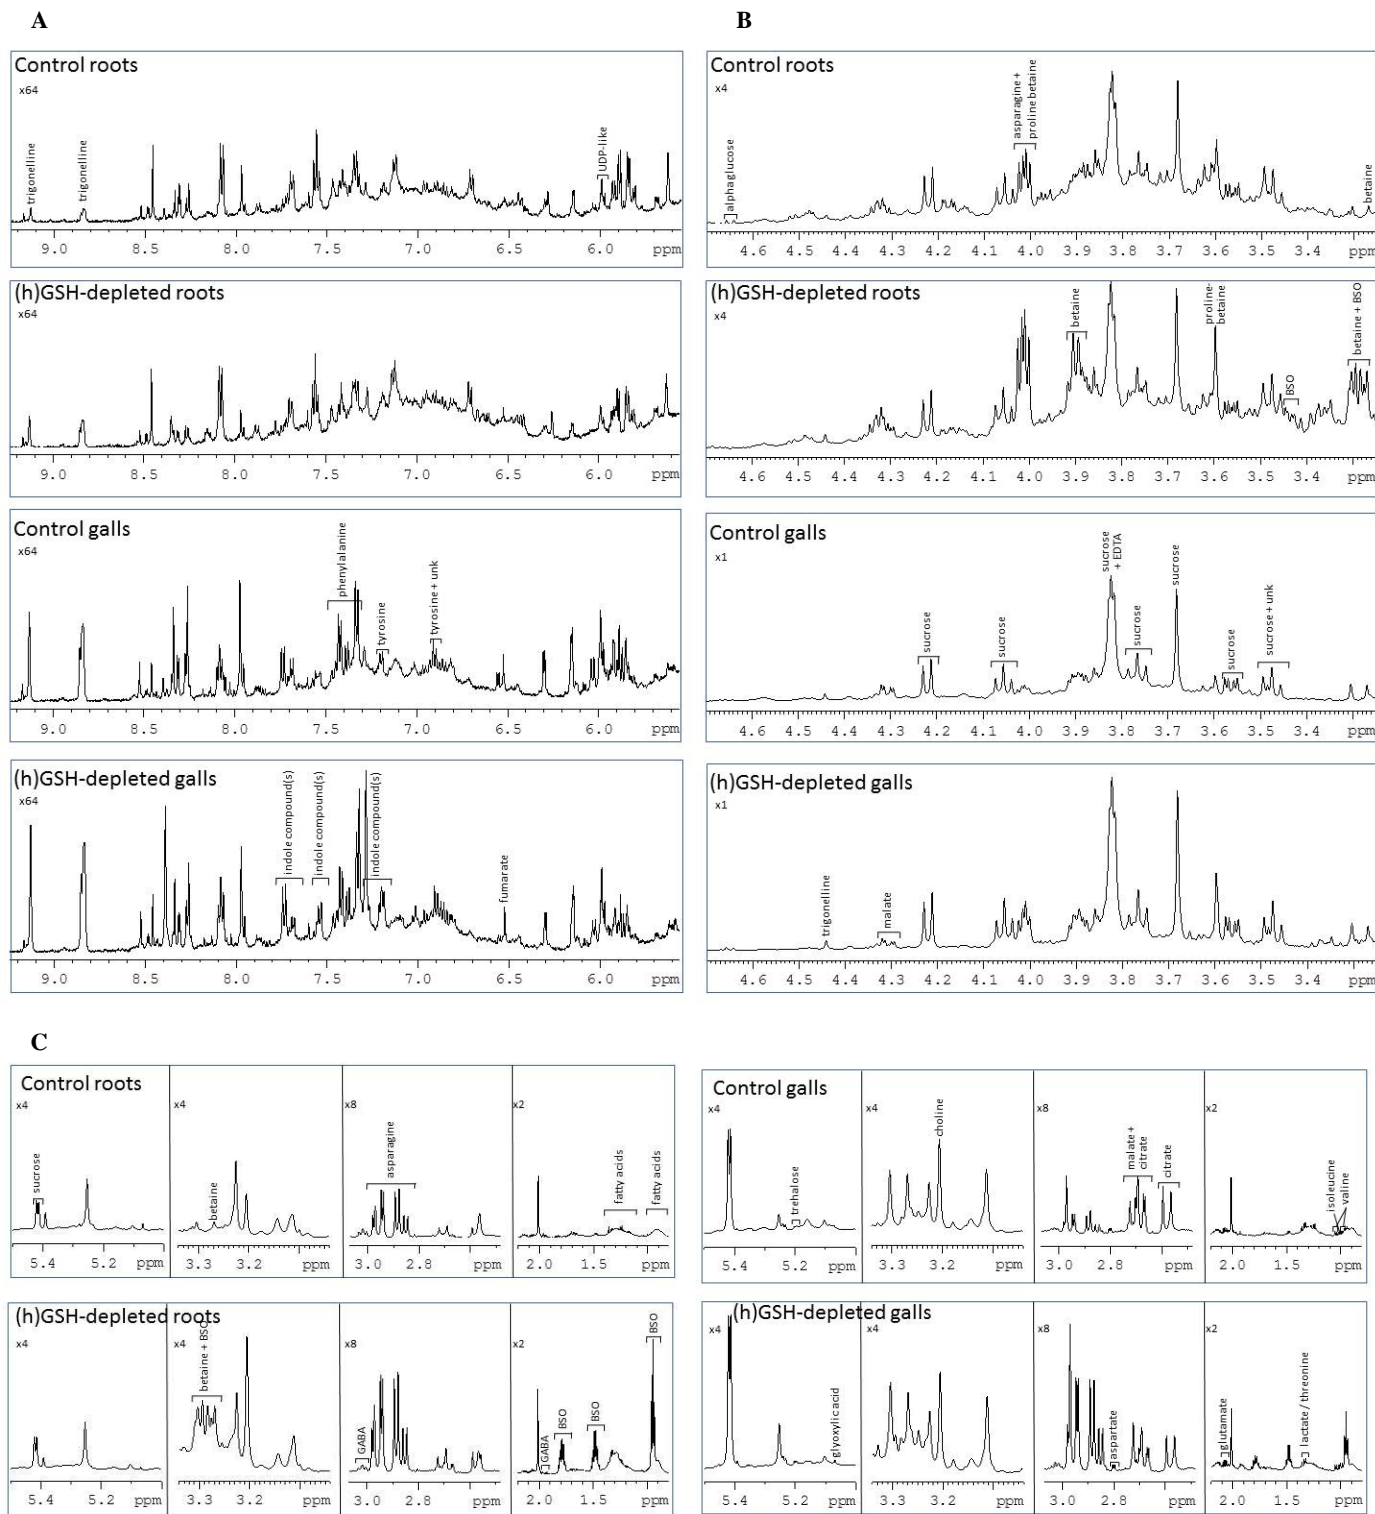 A
B
Control roots
x64
trigonelline
trigonelline
UDP-like
9.0 8.5 8.0 7.5 7.0 6.5 6.0 ppm
Control roots
x4
alphaglucose
asparagine +
proline betaine
betaine
4.6 4.5 4.4 4.3 4.2 4.1 4.0 3.9 3.8 3.7 3.6 3.5 3.4 ppm
(h)GSH-depleted roots
x64
9.0 8.5 8.0 7.5 7.0 6.5 6.0 ppm
(h)GSH-depleted roots
x4
betaine
proline-
betaine
BSO
betaine + BSO
4.6 4.5 4.4 4.3 4.2 4.1 4.0 3.9 3.8 3.7 3.6 3.5 3.4 ppm
Control galls
x64
phenylalanine
tyrosine
tyrosine + unk
9.0 8.5 8.0 7.5 7.0 6.5 6.0 ppm
Control galls
x1
sucrose
sucrose
sucrose
+ EDTA
sucrose
sucrose
sucrose
sucrose + unk
4.6 4.5 4.4 4.3 4.2 4.1 4.0 3.9 3.8 3.7 3.6 3.5 3.4 ppm
(h)GSH-depleted galls
x64
indole compound(s)
indole compound(s)
indole compound(s)
fumarate
9.0 8.5 8.0 7.5 7.0 6.5 6.0 ppm
(h)GSH-depleted galls
x1
trigonelline
malate
4.6 4.5 4.4 4.3 4.2 4.1 4.0 3.9 3.8 3.7 3.6 3.5 3.4 ppm
C
Control roots
x4
sucrose
5.4 5.2 ppm
x4
betaine
3.3 3.2 ppm
x8
asparagine
3.0 2.8 ppm
x2
fatty acids
fatty acids
2.0 1.5 ppm
Control galls
x4
trehalose
5.4 5.2 ppm
x4
choline
3.3 3.2 ppm
x8
malate +
citrate
citrate
3.0 2.8 ppm
x2
isoleucine
valine
2.0 1.5 ppm
(h)GSH-depleted roots
x4
5.4 5.2 ppm
x4
betaine + BSO
3.3 3.2 ppm
x8
GABA
3.0 2.8 ppm
x2
GABA
BSO
BSO
BSO
2.0 1.5 ppm
(h)GSH-depleted galls
x4
glyoxylic acid
5.4 5.2 ppm
x4
3.3 3.2 ppm
x8
aspartate
3.0 2.8 ppm
x2
glutamate
lactate / threonine
2.0 1.5 ppm